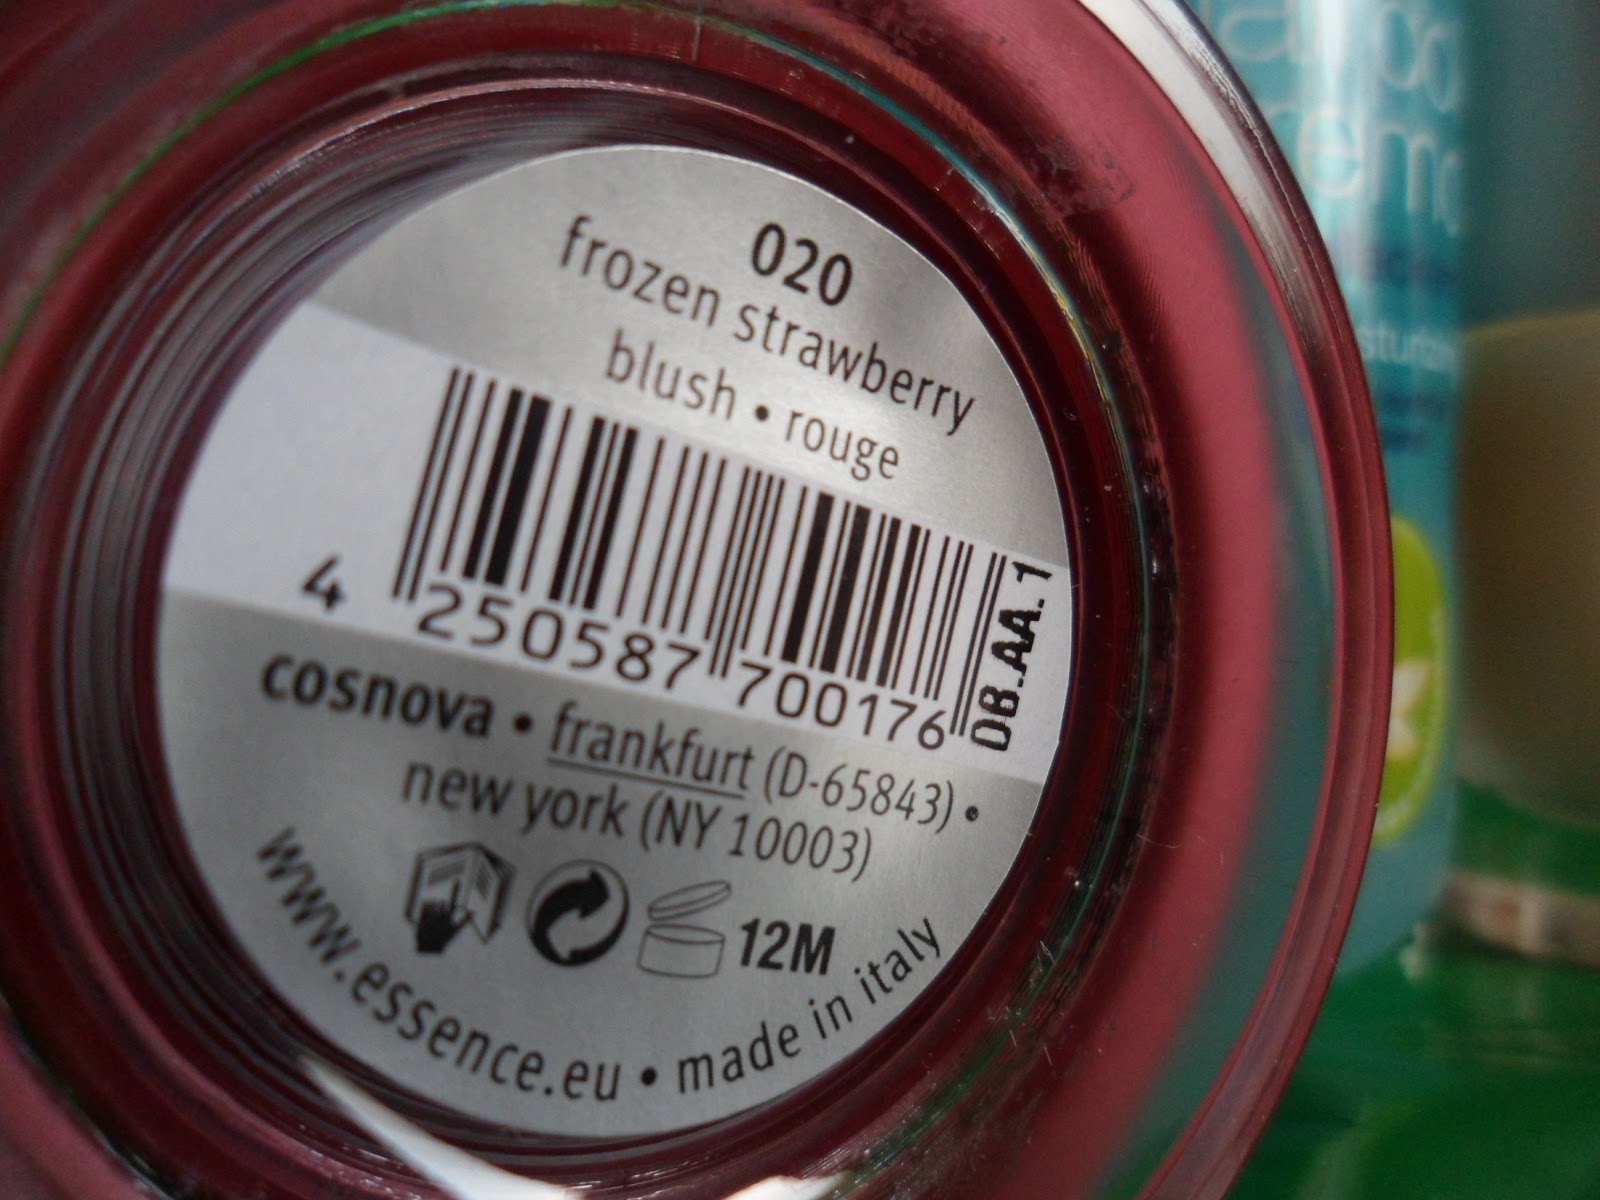 020
frozen strawberry
blush • rouge
4 250587 700176
DB.AA.1
cosnova • frankfurt (D-65843) •
new york (NY 10003)
12M
www.essence.eu • made in italy